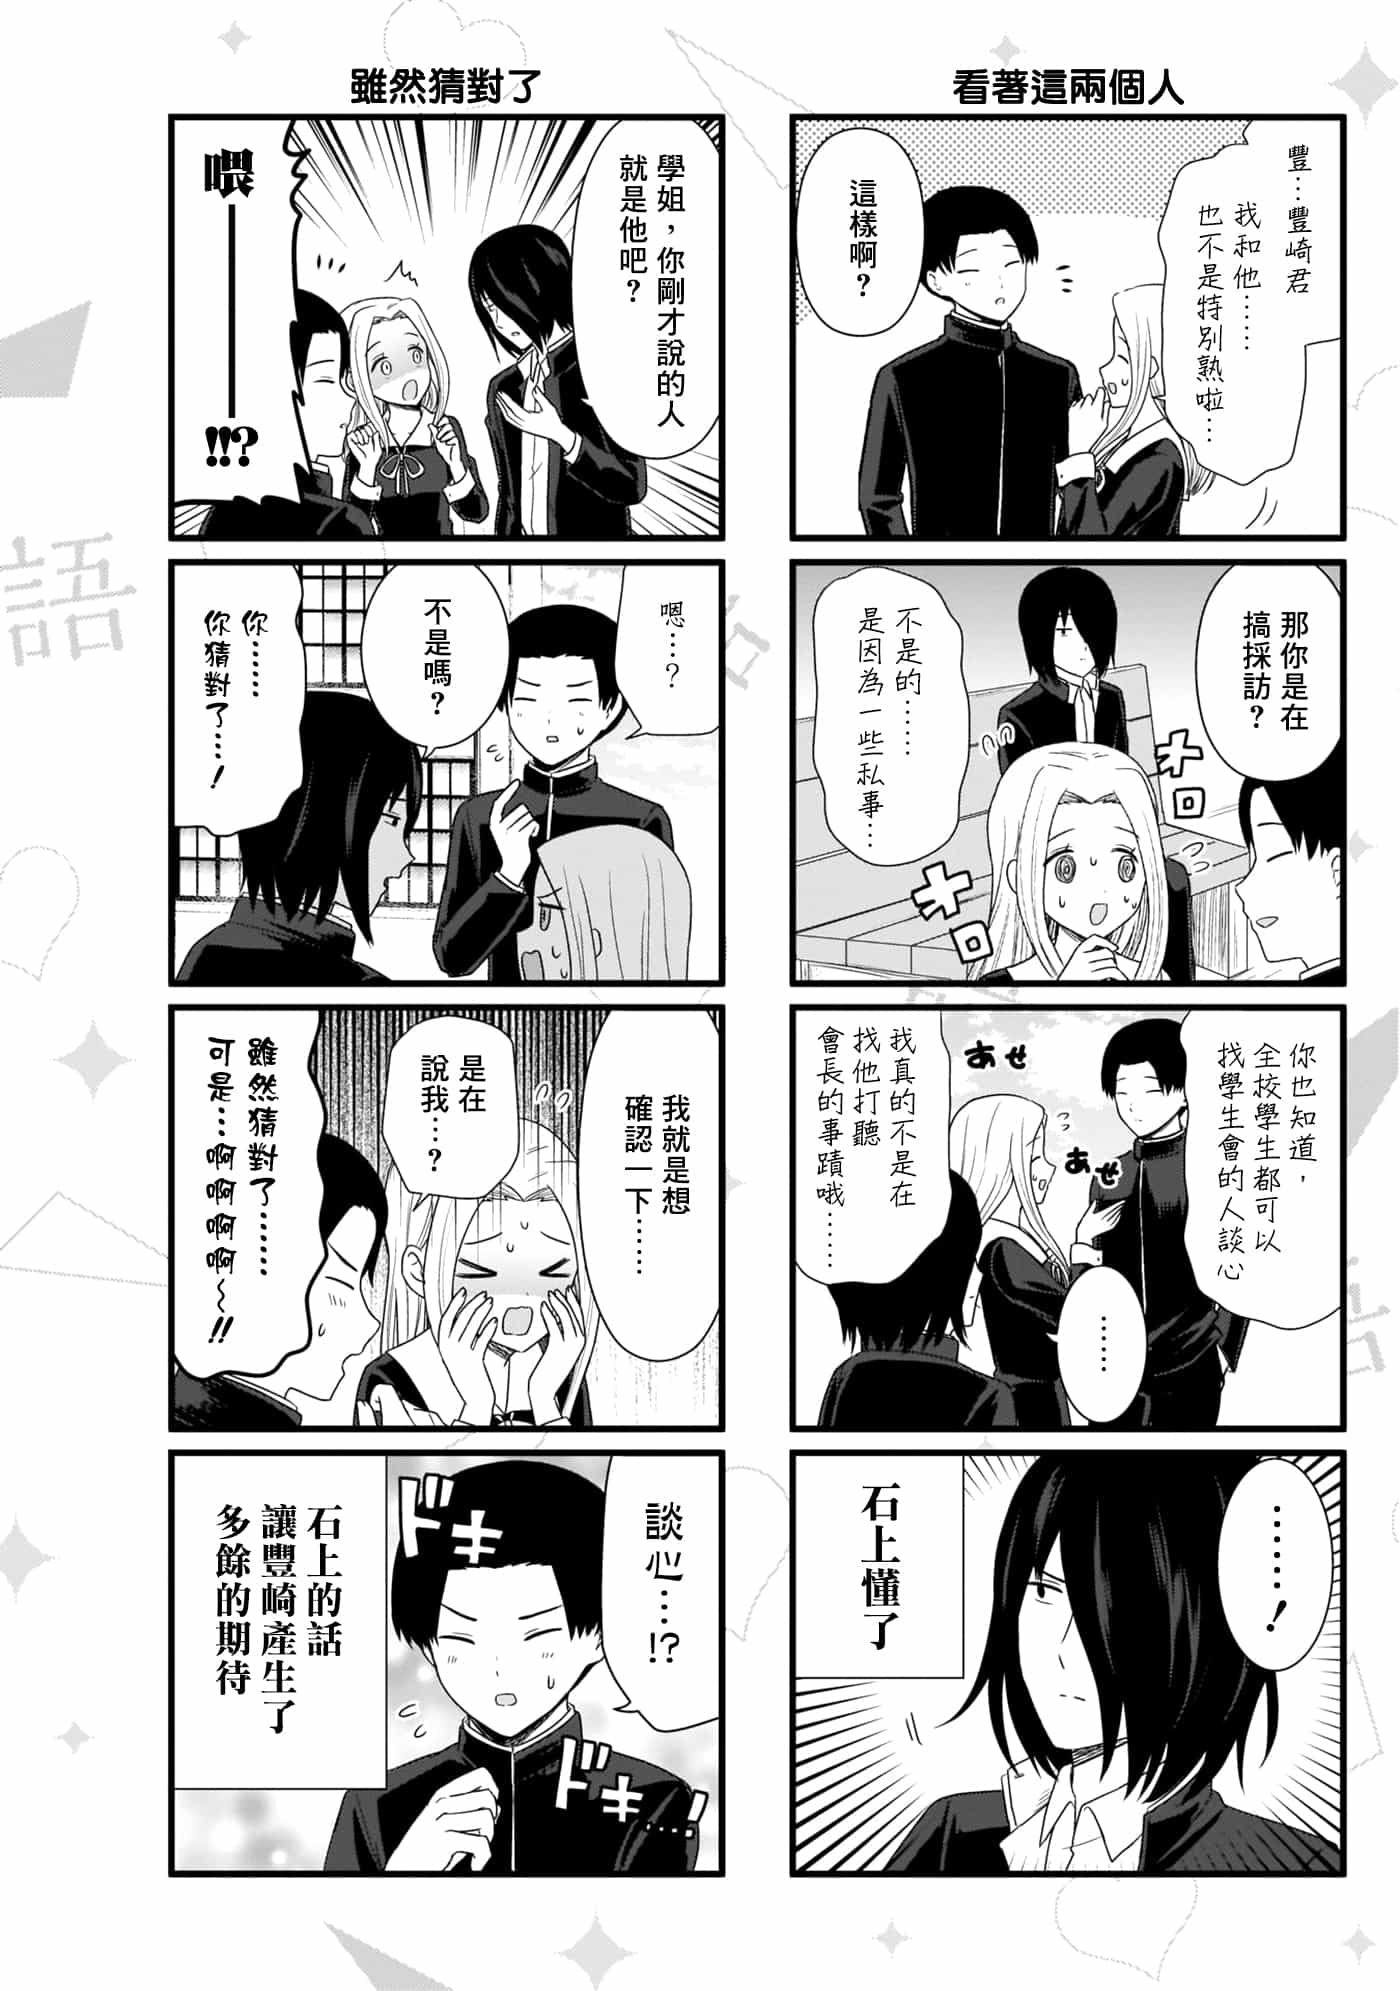 看著這兩個人
豐…豐崎君
我和他……
也不是特別熟啦…
這樣啊?
那你是在
搞採訪?
不是的……
是因為一些私事…
オロ
オロ
你也知道,
全校學生都可以
找學生會的人談心
あせ
あせ
我真的不是在
找他打聽
會長的事蹟哦……
……
……!
石上懂了
雖然猜對了
學姐,你剛才說的人
就是他吧?
喂——!!?
嗯…?
不是嗎?
你……
你猜對了…!
我就是想
確認一下……
是在
說我…?
雖然猜對了……
可是…啊啊啊啊~!!
談心…!?
ドキ
ドキ…!
石上的話
讓豐崎產生了
多餘的期待
語